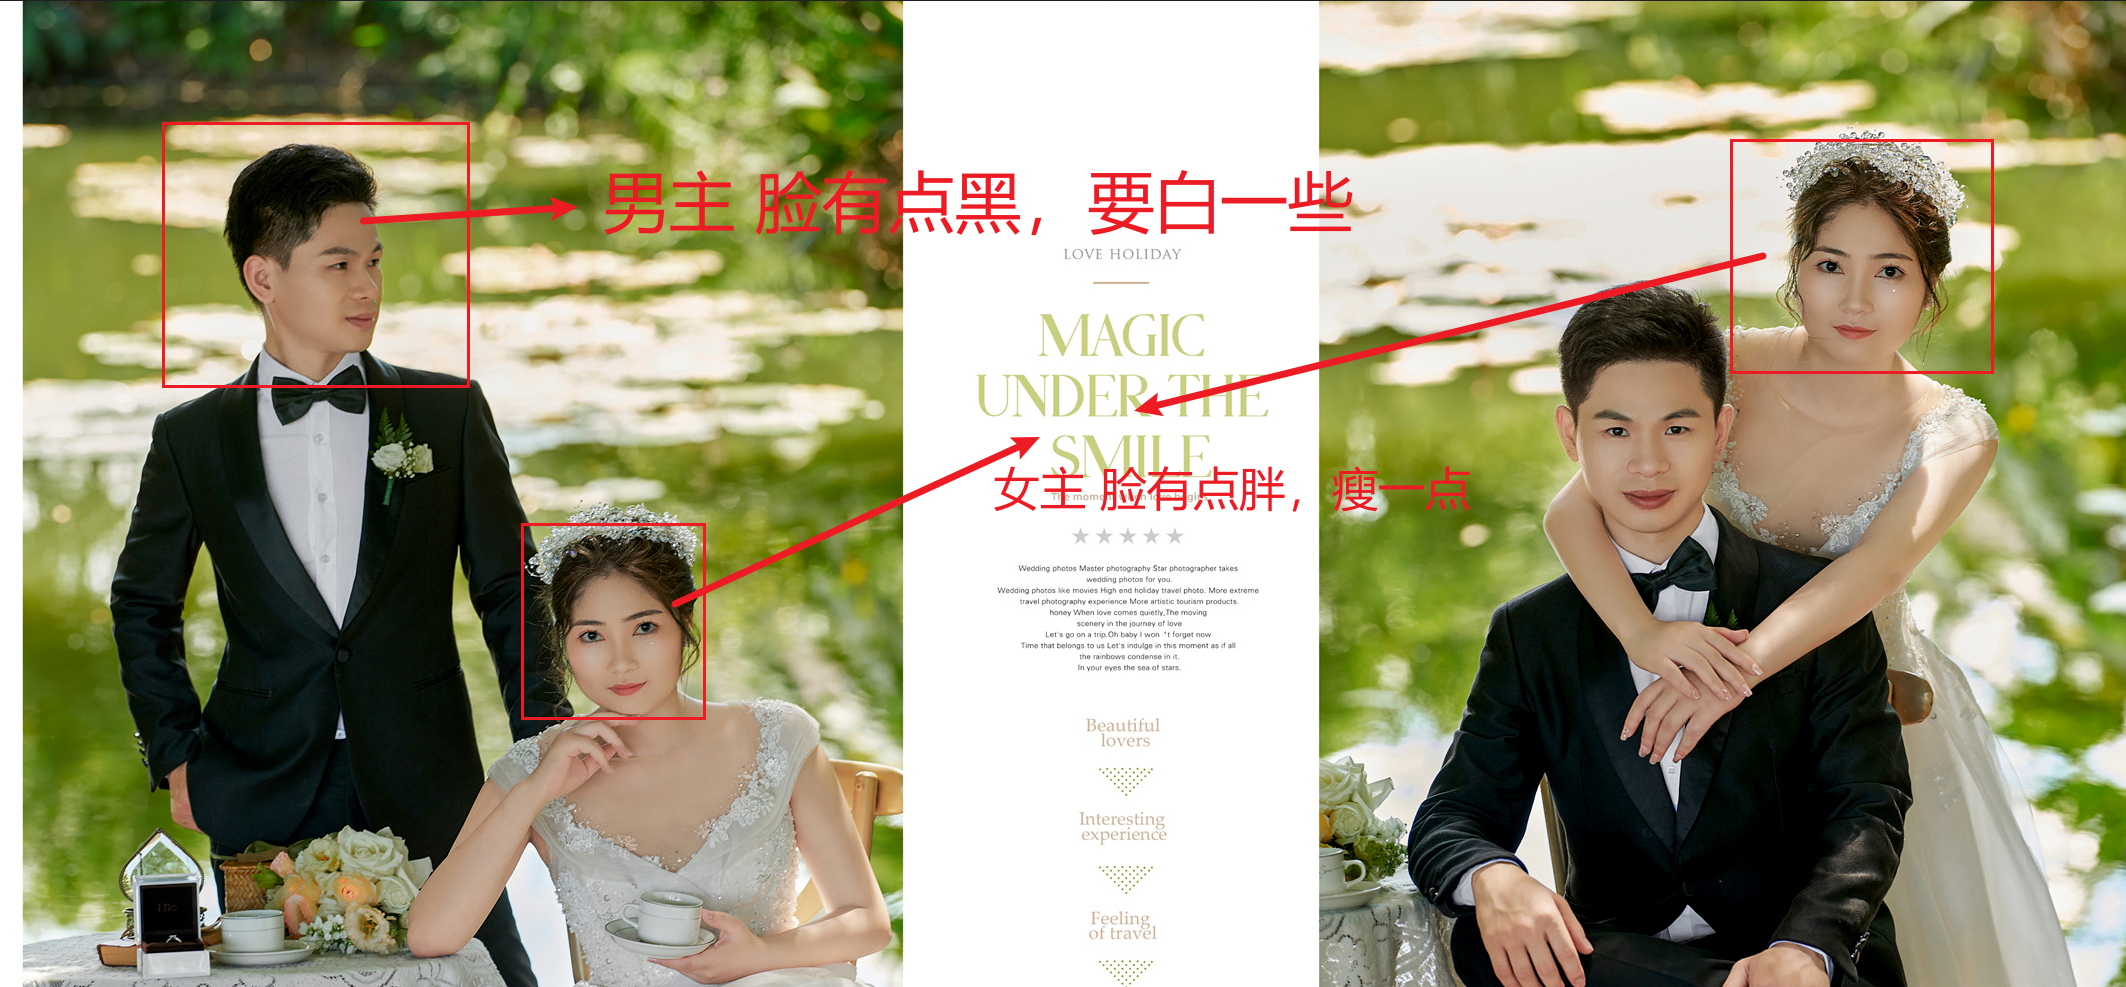 男主 脸有点黑，要白一些
LOVE HOLIDAY
MAGIC
UNDER THE
SMILE
女主 脸有点胖，瘦一点
The moment when love begins
Wedding photos Master photography Star photographer takes
wedding photos for you.
Wedding photos like movies High end holiday travel photo. More extreme
travel photography experience More artistic tourism products.
honey When love comes quietly,The moving
scenery in the journey of love
Let's go on a trip.Oh baby I won 't forget now
Time that belongs to us Let's indulge in this moment as if all
the rainbows condense in it.
In your eyes the sea of stars.
Beautiful
lovers
Interesting
experience
Feeling
of travel